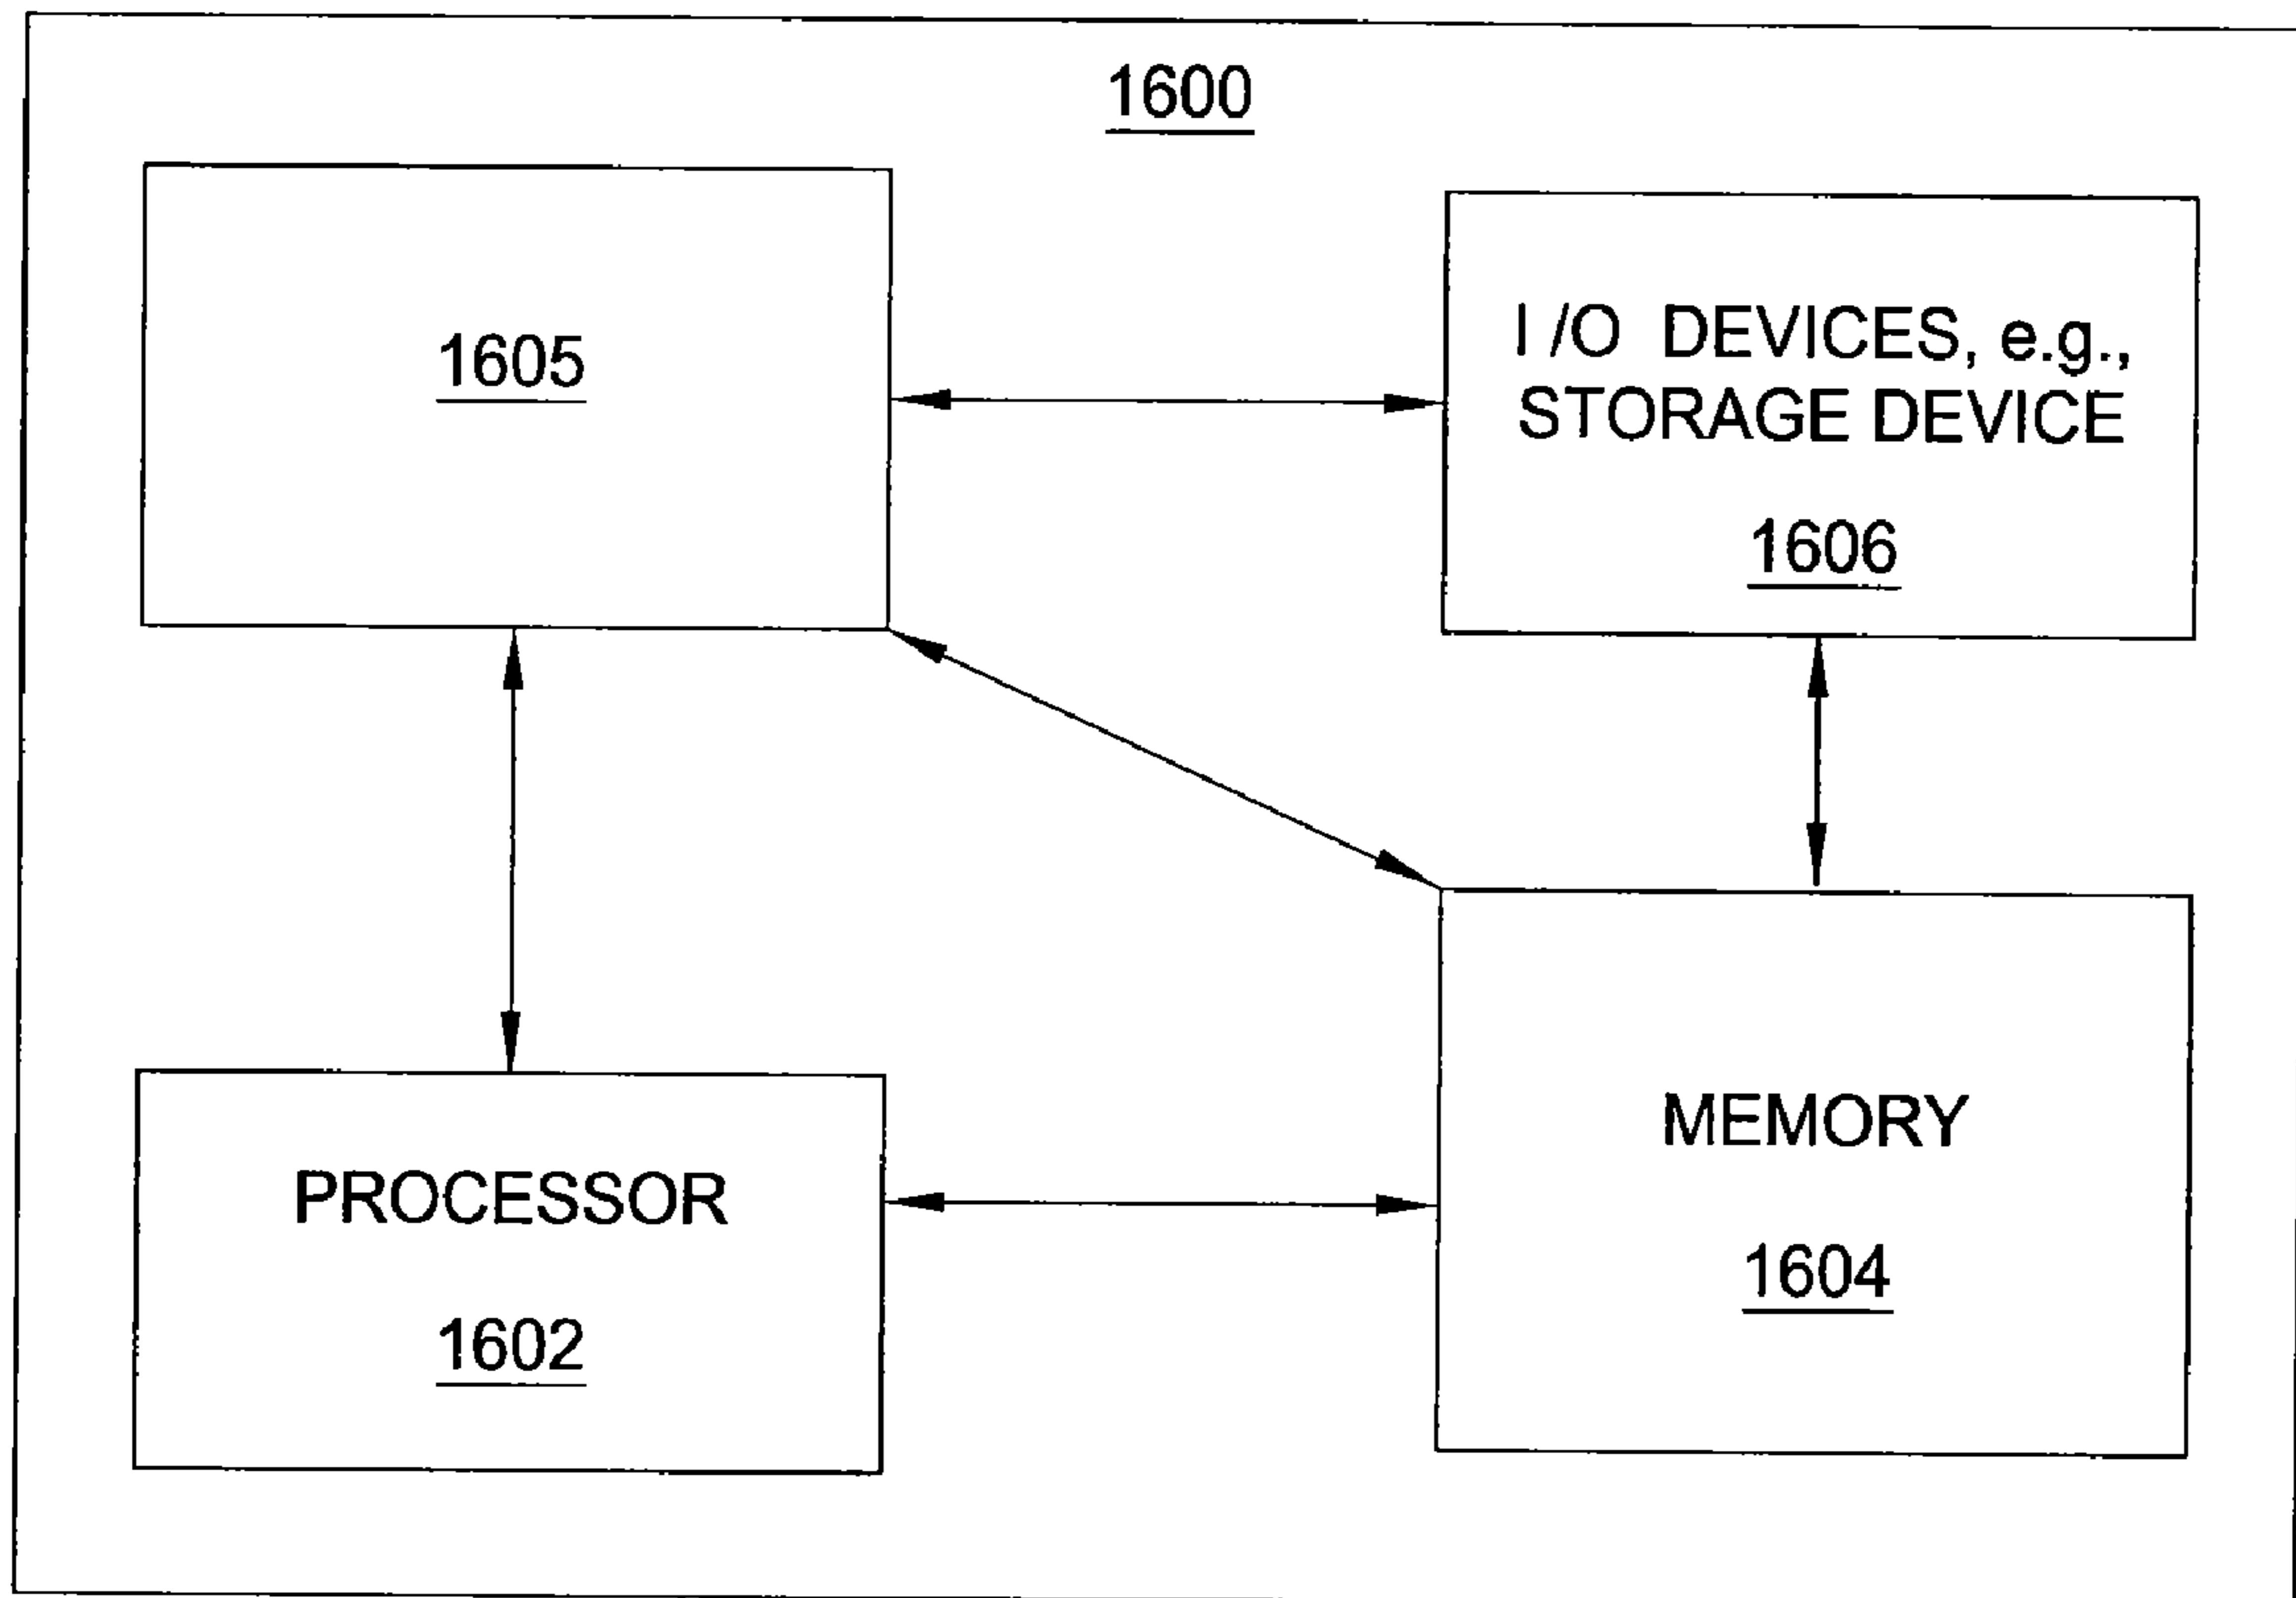 1600
1605
I /O DEVICES, e.g.,
STORAGE DEVICE
1606
PROCESSOR
1602
MEMORY
1604